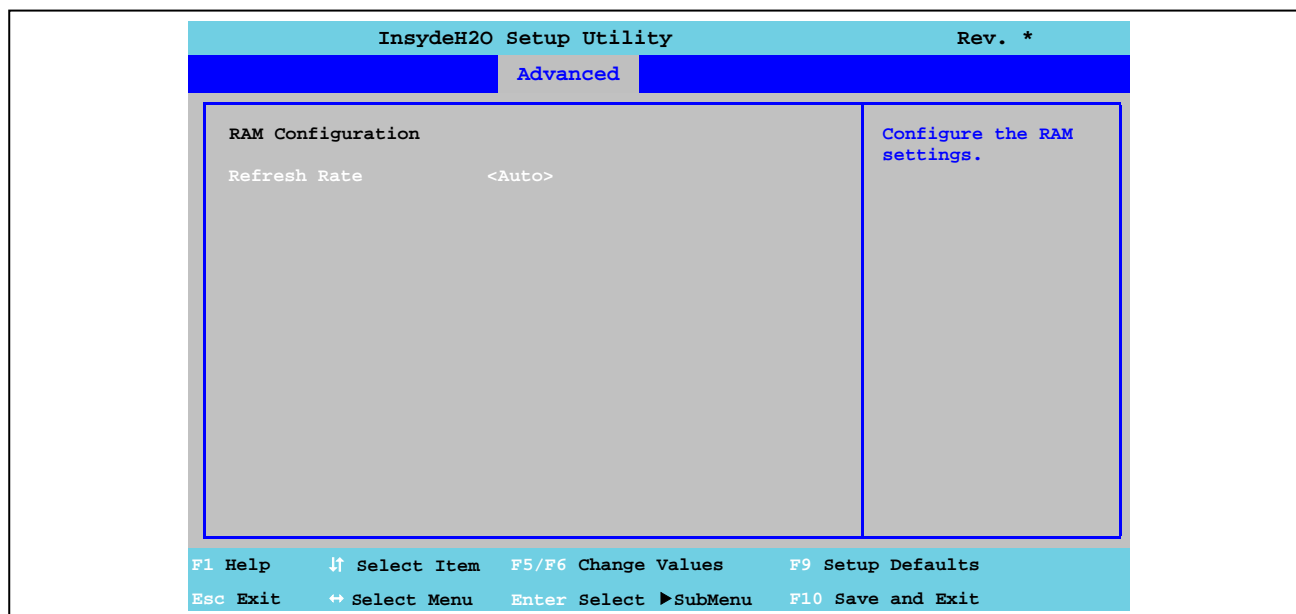 InsydeH2O Setup Utility Rev. *
Advanced
RAM Configuration
Refresh Rate <Auto>
Configure the RAM
settings.
F1 Help ↓↑ Select Item F5/F6 Change Values F9 Setup Defaults
Esc Exit ↔ Select Menu Enter Select ▶SubMenu F10 Save and Exit